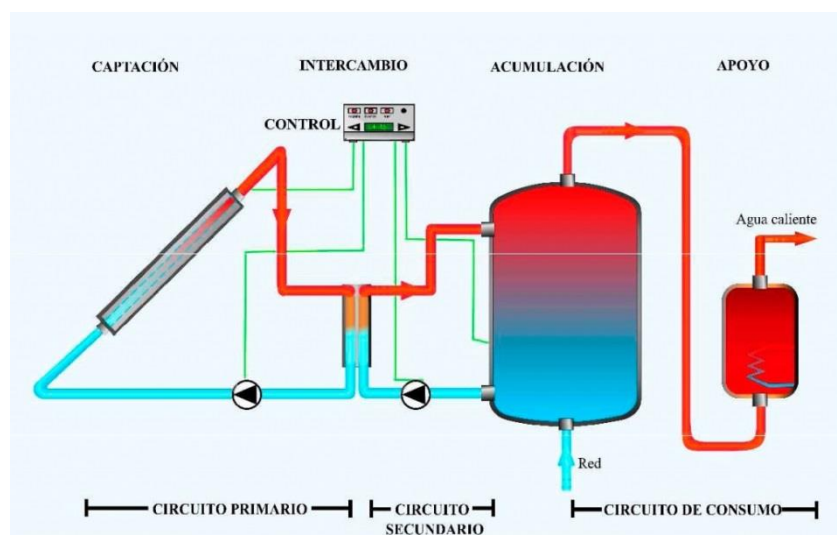 CAPTACIÓN
INTERCAMBIO
ACUMULACIÓN
APOYO
CONTROL
Agua caliente
Red
CIRCUITO PRIMARIO
CIRCUITO
SECUNDARIO
CIRCUITO DE CONSUMO